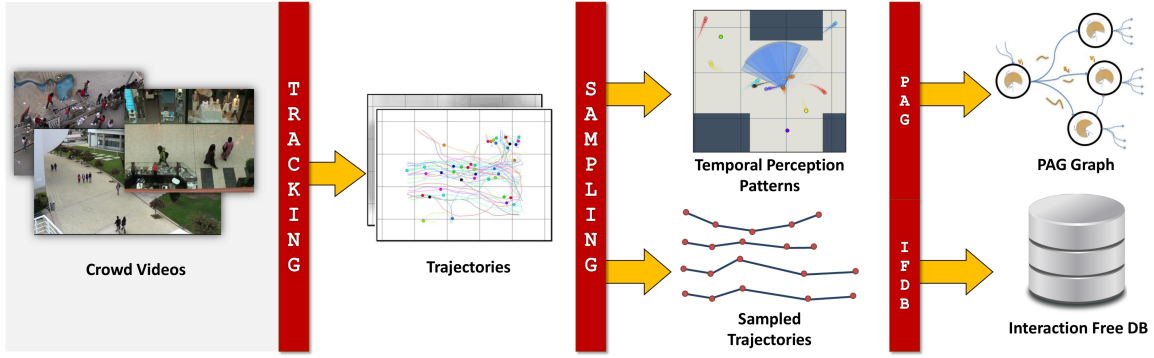 Crowd Videos
TRACKING
Trajectories
SAMPLING
Temporal Perception
Patterns
Sampled
Trajectories
PAG
IFDB
PAG Graph
Interaction Free DB